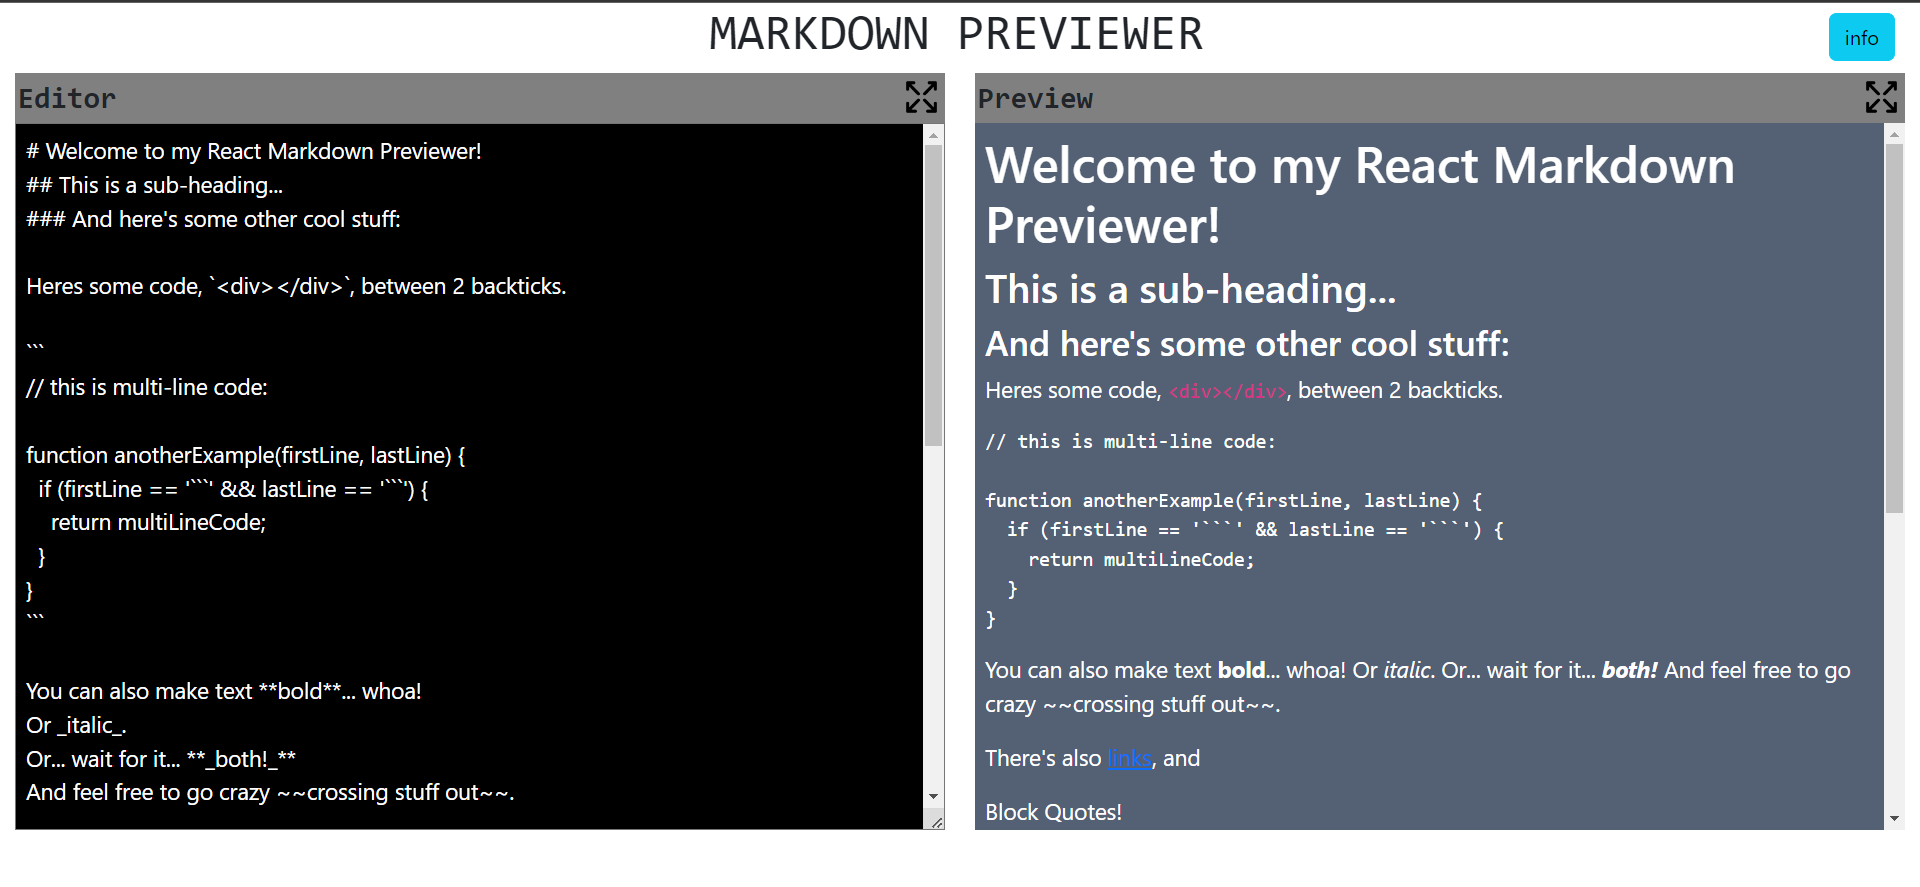 MARKDOWN PREVIEWER
info
Editor
# Welcome to my React Markdown Previewer!
## This is a sub-heading...
### And here's some other cool stuff:
Heres some code, `<div></div>`, between 2 backticks.
```
// this is multi-line code:
function anotherExample(firstLine, lastLine) {
  if (firstLine == '```' && lastLine == '```') {
    return multiLineCode;
  }
}
```
You can also make text **bold**... whoa!
Or _italic_.
Or... wait for it... **_both!_**
And feel free to go crazy ~~crossing stuff out~~.
Preview
Welcome to my React Markdown
Previewer!
This is a sub-heading...
And here's some other cool stuff:
Heres some code, <div></div>, between 2 backticks.
// this is multi-line code:
function anotherExample(firstLine, lastLine) {
  if (firstLine == '```' && lastLine == '```') {
    return multiLineCode;
  }
}
You can also make text bold... whoa! Or italic. Or... wait for it... both! And feel free to go
crazy ~~crossing stuff out~~.
There's also links, and
Block Quotes!